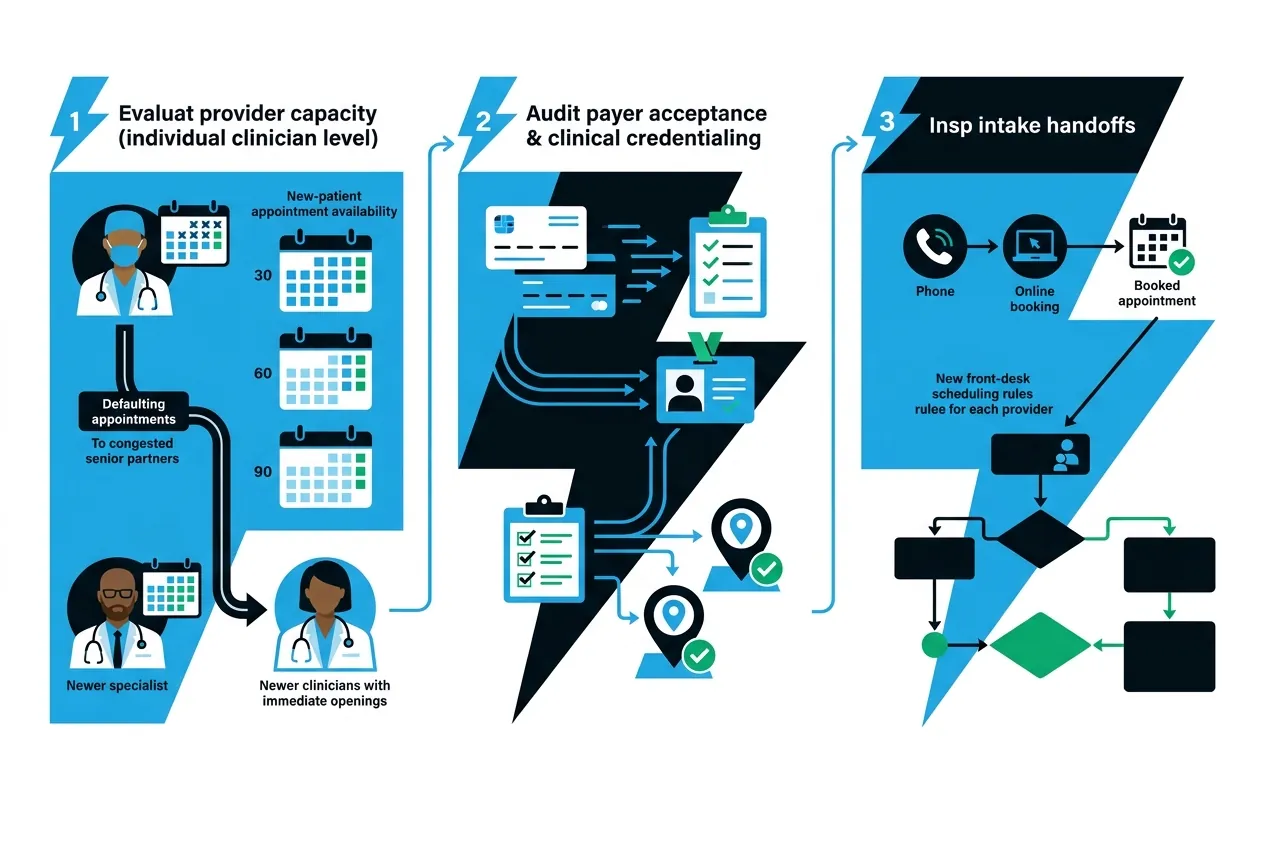 1
Evaluat provider capacity
(individual clinician level)
New-patient
appointment availability
30
60
90
Defaulting
appointments
To congested
senior partners
Newer specialist
Newer clinicians with
immediate openings
2
Audit payer acceptance
& clinical credentialing
3
Insp intake handoffs
Phone
Online
booking
Booked
appointment
New front-desk
scheduling rules
rulee for each provider